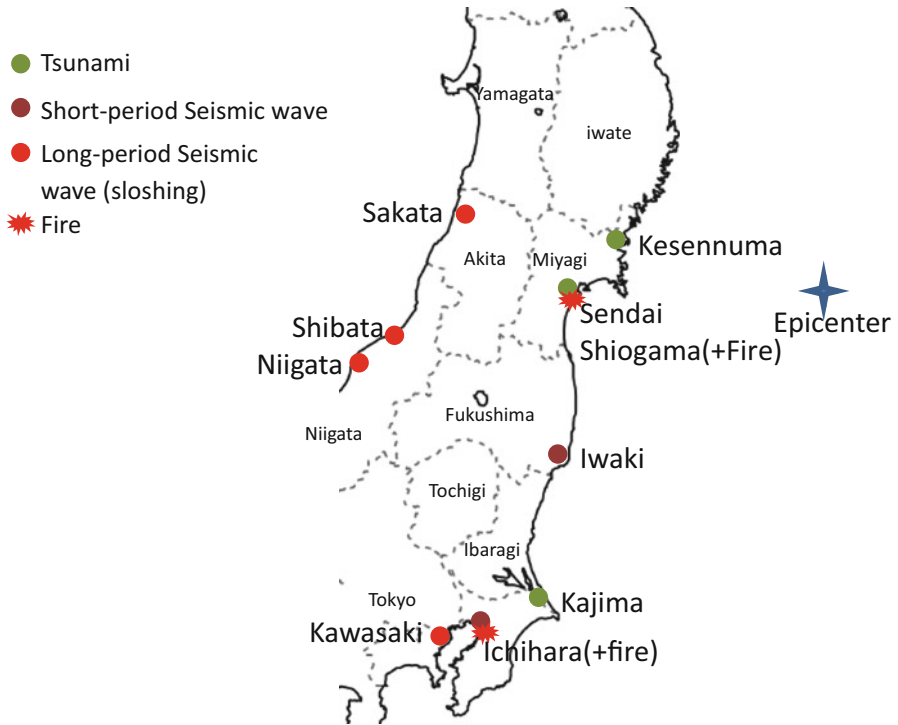 Tsunami
Short-period Seismic wave
Long-period Seismic
wave (sloshing)
Fire
Yamagata
iwate
Sakata
Akita
Miyagi
Kesennuma
Sendai
Shiogama(+Fire)
Epicenter
Shibata
Niigata
Fukushima
Niigata
Iwaki
Tochigi
Ibaragi
Tokyo
Kajima
Kawasaki
Ichihara(+fire)